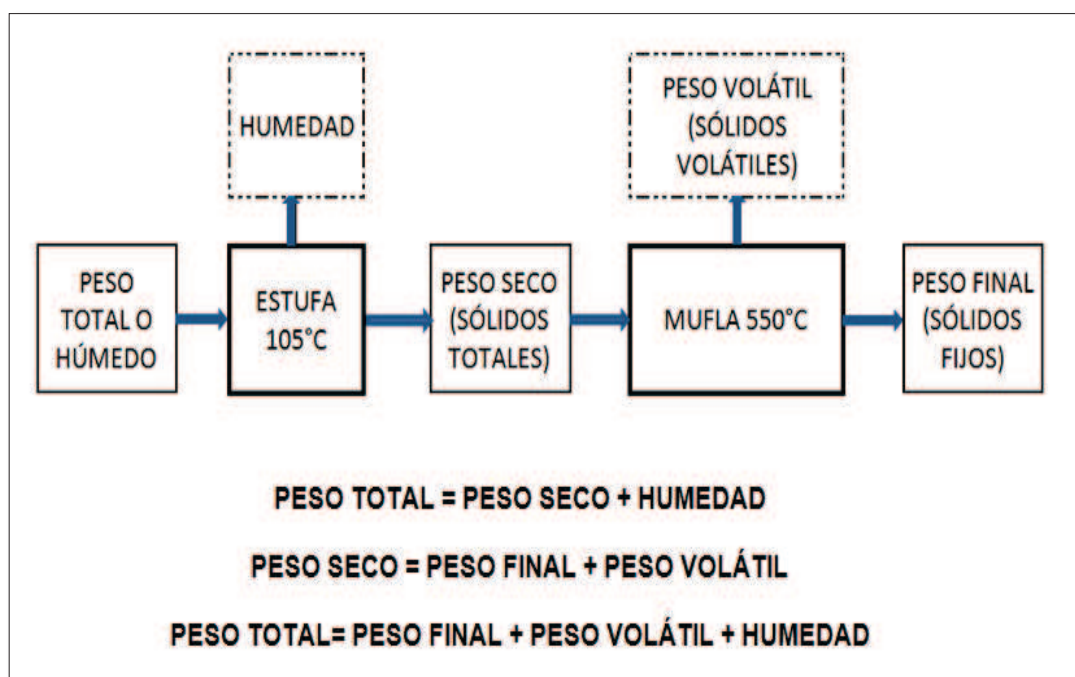 HUMEDAD
PESO VOLÁTIL
(SÓLIDOS
VOLÁTILES)
PESO
TOTAL O
HÚMEDO
ESTUFA
105°C
PESO SECO
(SÓLIDOS
TOTALES)
MUFLA 550°C
PESO FINAL
(SÓLIDOS
FIJOS)
PESO TOTAL = PESO SECO + HUMEDAD
PESO SECO = PESO FINAL + PESO VOLÁTIL
PESO TOTAL= PESO FINAL + PESO VOLÁTIL + HUMEDAD